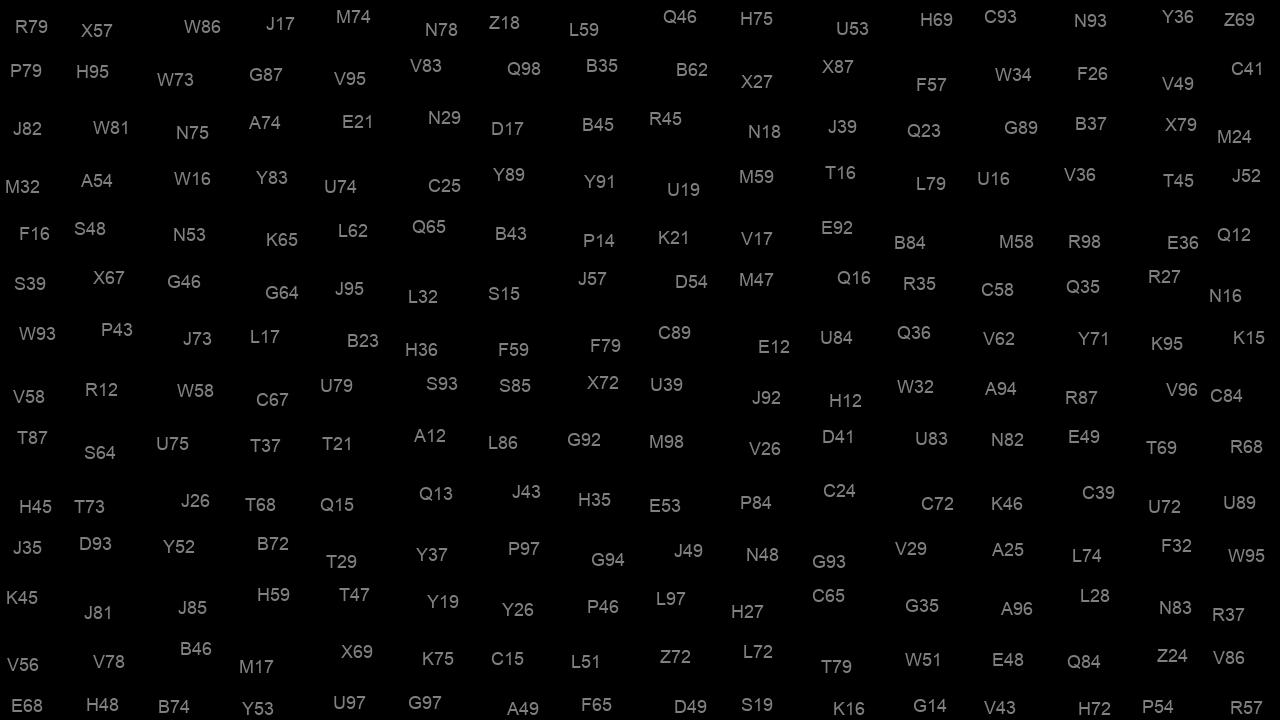 R79 X57 W86 J17 M74 N78 Z18 L59 Q46 H75 U53 H69 C93 N93 Y36 Z69
P79 H95 W73 G87 V95 V83 Q98 B35 B62 X27 X87 F57 W34 F26 V49 C41
J82 W81 N75 A74 E21 N29 D17 B45 R45 N18 J39 Q23 G89 B37 X79 M24
M32 A54 W16 Y83 U74 C25 Y89 Y91 U19 M59 T16 L79 U16 V36 T45 J52
F16 S48 N53 K65 L62 Q65 B43 P14 K21 V17 E92 B84 M58 R98 E36 Q12
S39 X67 G46 G64 J95 L32 S15 J57 D54 M47 Q16 R35 C58 Q35 R27 N16
W93 P43 J73 L17 B23 H36 F59 F79 C89 E12 U84 Q36 V62 Y71 K95 K15
V58 R12 W58 C67 U79 S93 S85 X72 U39 J92 H12 W32 A94 R87 V96 C84
T87 S64 U75 T37 T21 A12 L86 G92 M98 V26 D41 U83 N82 E49 T69 R68
H45 T73 J26 T68 Q15 Q13 J43 H35 E53 P84 C24 C72 K46 C39 U72 U89
J35 D93 Y52 B72 T29 Y37 P97 G94 J49 N48 G93 V29 A25 L74 F32 W95
K45 J81 J85 H59 T47 Y19 Y26 P46 L97 H27 C65 G35 A96 L28 N83 R37
V56 V78 B46 M17 X69 K75 C15 L51 Z72 L72 T79 W51 E48 Q84 Z24 V86
E68 H48 B74 Y53 U97 G97 A49 F65 D49 S19 K16 G14 V43 H72 P54 R57